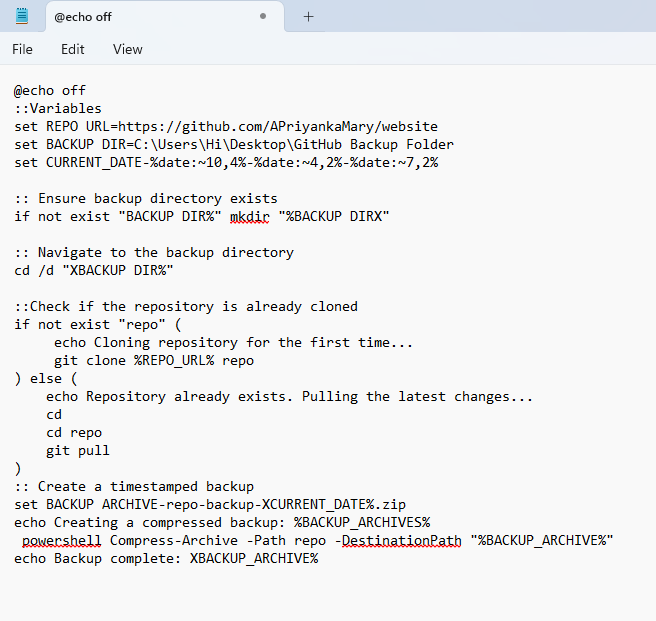 @echo off
File Edit View
@echo off
::Variables
set REPO URL=https://github.com/APriyankaMary/website
set BACKUP DIR=C:\Users\Hi\Desktop\GitHub Backup Folder
set CURRENT_DATE-%date:~10,4%-%date:~4,2%-%date:~7,2%
:: Ensure backup directory exists
if not exist "BACKUP DIR%" mkdir "%BACKUP DIRX"
:: Navigate to the backup directory
cd /d "XBACKUP DIR%"
::Check if the repository is already cloned
if not exist "repo" (
echo Cloning repository for the first time...
git clone %REPO_URL% repo
) else (
echo Repository already exists. Pulling the latest changes...
cd
cd repo
git pull
)
:: Create a timestamped backup
set BACKUP ARCHIVE-repo-backup-XCURRENT_DATE%.zip
echo Creating a compressed backup: %BACKUP_ARCHIVES%
powershell Compress-Archive -Path repo -DestinationPath "%BACKUP_ARCHIVE%"
echo Backup complete: XBACKUP_ARCHIVE%